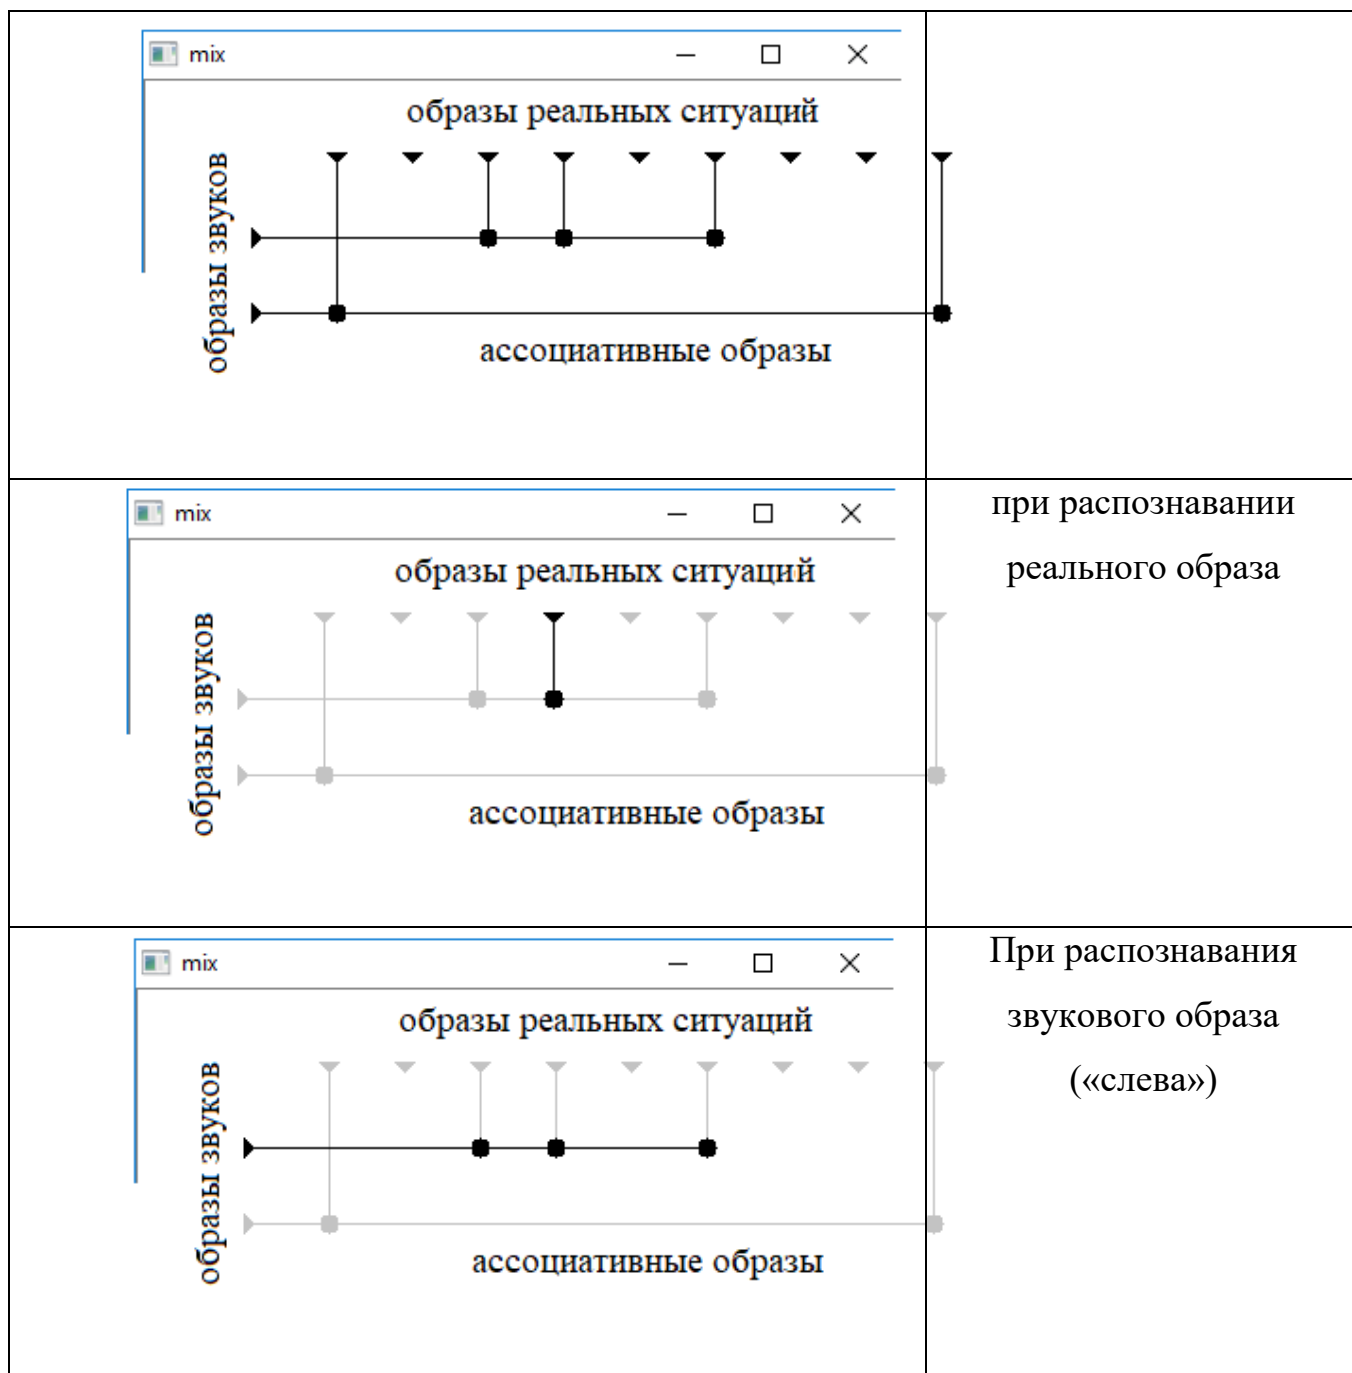 mix
образы реальных ситуаций
образы звуков
ассоциативные образы
mix
образы реальных ситуаций
образы звуков
ассоциативные образы
при распознавании
реального образа
mix
образы реальных ситуаций
образы звуков
ассоциативные образы
При распознавания
звукового образа
(«слева»)